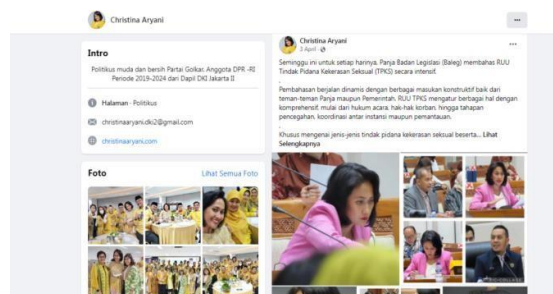 Christina Aryani
Intro
Politikus muda dan bersih Partai Golkar. Anggota DPR -RI
Periode 2019-2024 dari Dapil DKI Jakarta II
Halaman · Politikus
christinaaryani.dki2@gmail.com
christinaaryani.com
Foto
Lihat Semua Foto
Christina Aryani
3 April ·
Seminggu ini untuk setiap harinya, Panja Badan Legislasi (Baleg) membahas RUU
Tindak Pidana Kekerasan Seksual (TPKS) secara intensif.
.
Pembahasan berjalan dinamis dengan berbagai masukan konstruktif baik dari
teman-teman Panja maupun Pemerintah. RUU TPKS mengatur berbagai hal dengan
komprehensif, mulai dari hukum acara, hak-hak korban, hingga tahapan
pencegahan, koordinasi antar instansi maupun pemantauan.
.
Khusus mengenai jenis-jenis tindak pidana kekerasan seksual beserta... Lihat
Selengkapnya